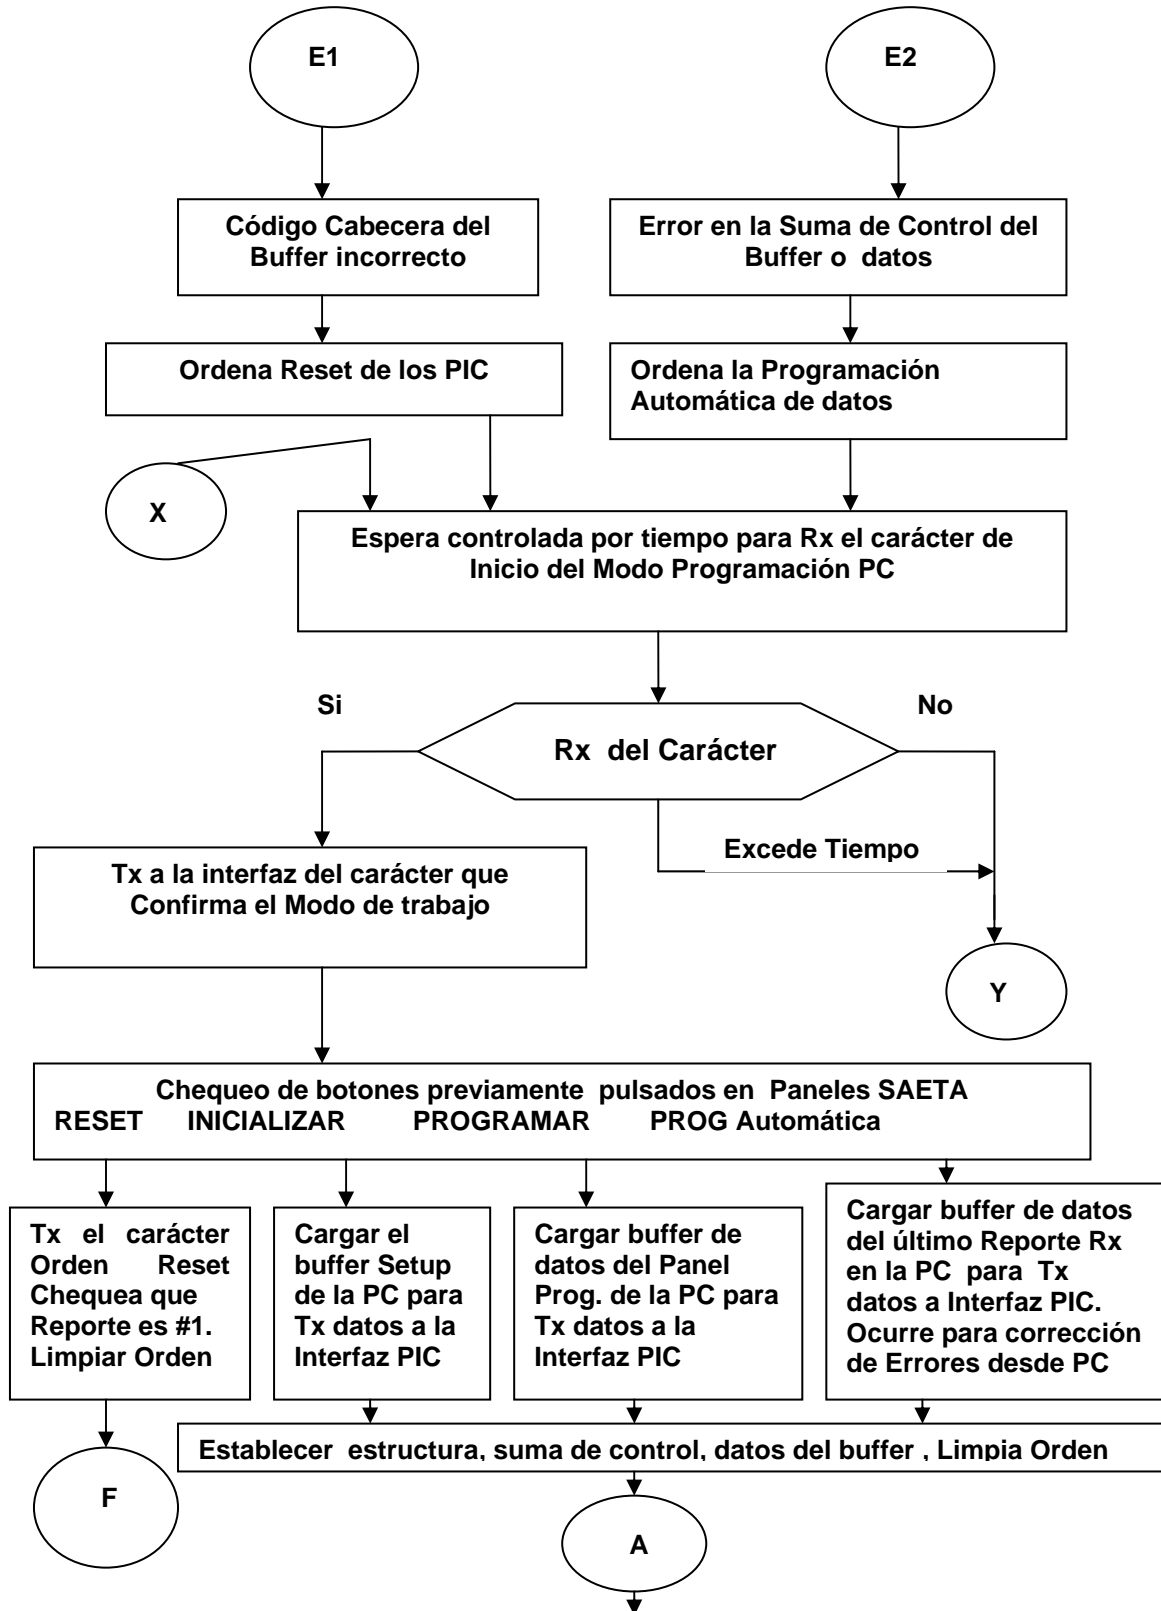 E1
E2
Código Cabecera del
Buffer incorrecto
Error en la Suma de Control del
Buffer o datos
Ordena Reset de los PIC
Ordena la Programación
Automática de datos
X
Espera controlada por tiempo para Rx el carácter de
Inicio del Modo Programación PC
Si
No
Rx del Carácter
Excede Tiempo
Tx a la interfaz del carácter que
Confirma el Modo de trabajo
Y
Chequeo de botones previamente pulsados en Paneles SAETA
RESET INICIALIZAR PROGRAMAR PROG Automática
Tx el carácter
Orden Reset
Chequea que
Reporte es #1.
Limpiar Orden
Cargar el
buffer Setup
de la PC para
Tx datos a la
Interfaz PIC
Cargar buffer de
datos del Panel
Prog. de la PC para
Tx datos a la
Interfaz PIC
Cargar buffer de datos
del último Reporte Rx
en la PC para Tx
datos a Interfaz PIC.
Ocurre para corrección
de Errores desde PC
Establecer estructura, suma de control, datos del buffer , Limpia Orden
F
A